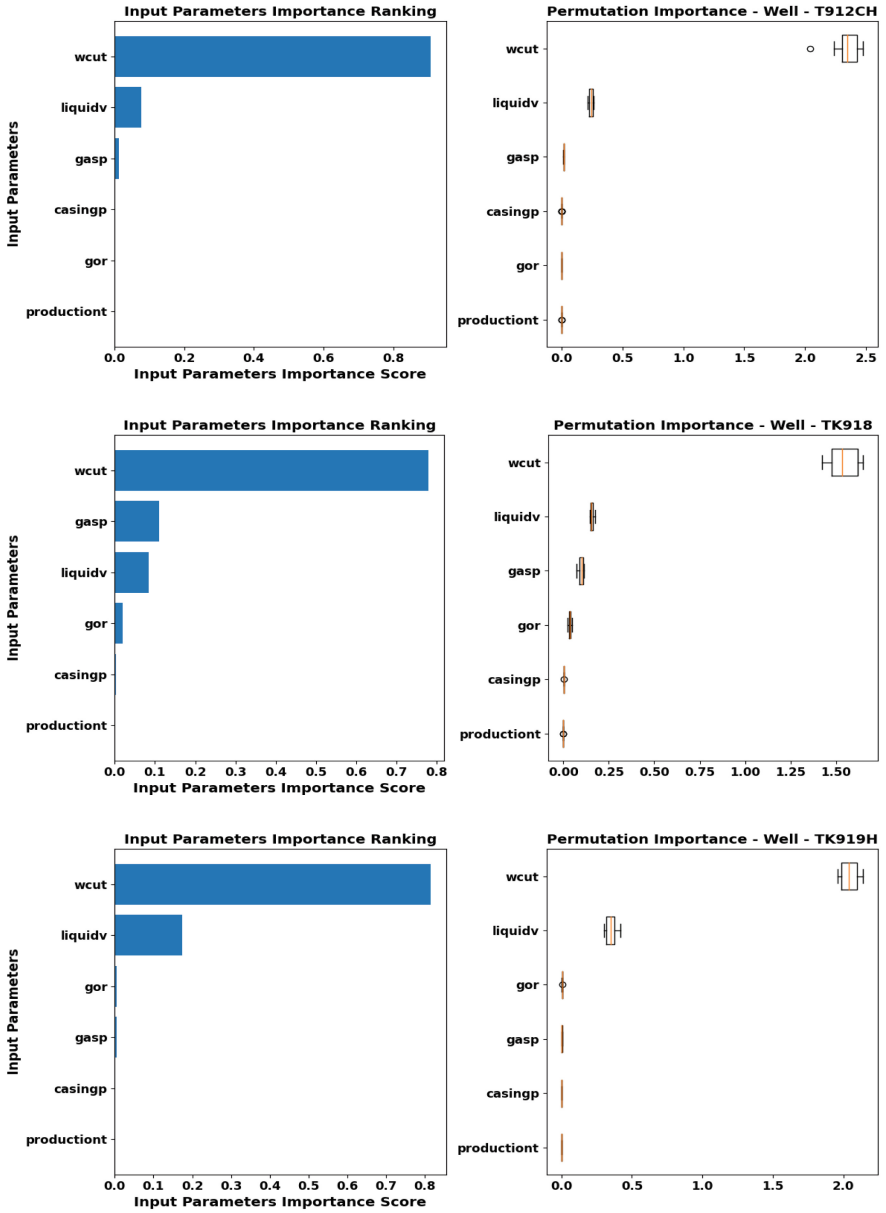 Input Parameters Importance Ranking
Input Parameters
wcut
liquidv
gasp
casingp
gor
productiont
0.0 0.2 0.4 0.6 0.8
Input Parameters Importance Score
Permutation Importance - Well - T912CH
wcut
liquidv
gasp
casingp
gor
productiont
0.0 0.5 1.0 1.5 2.0 2.5
Input Parameters Importance Ranking
Input Parameters
wcut
gasp
liquidv
gor
casingp
productiont
0.0 0.1 0.2 0.3 0.4 0.5 0.6 0.7 0.8
Input Parameters Importance Score
Permutation Importance - Well - TK918
wcut
liquidv
gasp
gor
casingp
productiont
0.00 0.25 0.50 0.75 1.00 1.25 1.50
Input Parameters Importance Ranking
Input Parameters
wcut
liquidv
gor
gasp
casingp
productiont
0.0 0.1 0.2 0.3 0.4 0.5 0.6 0.7 0.8
Input Parameters Importance Score
Permutation Importance - Well - TK919H
wcut
liquidv
gor
gasp
casingp
productiont
0.0 0.5 1.0 1.5 2.0